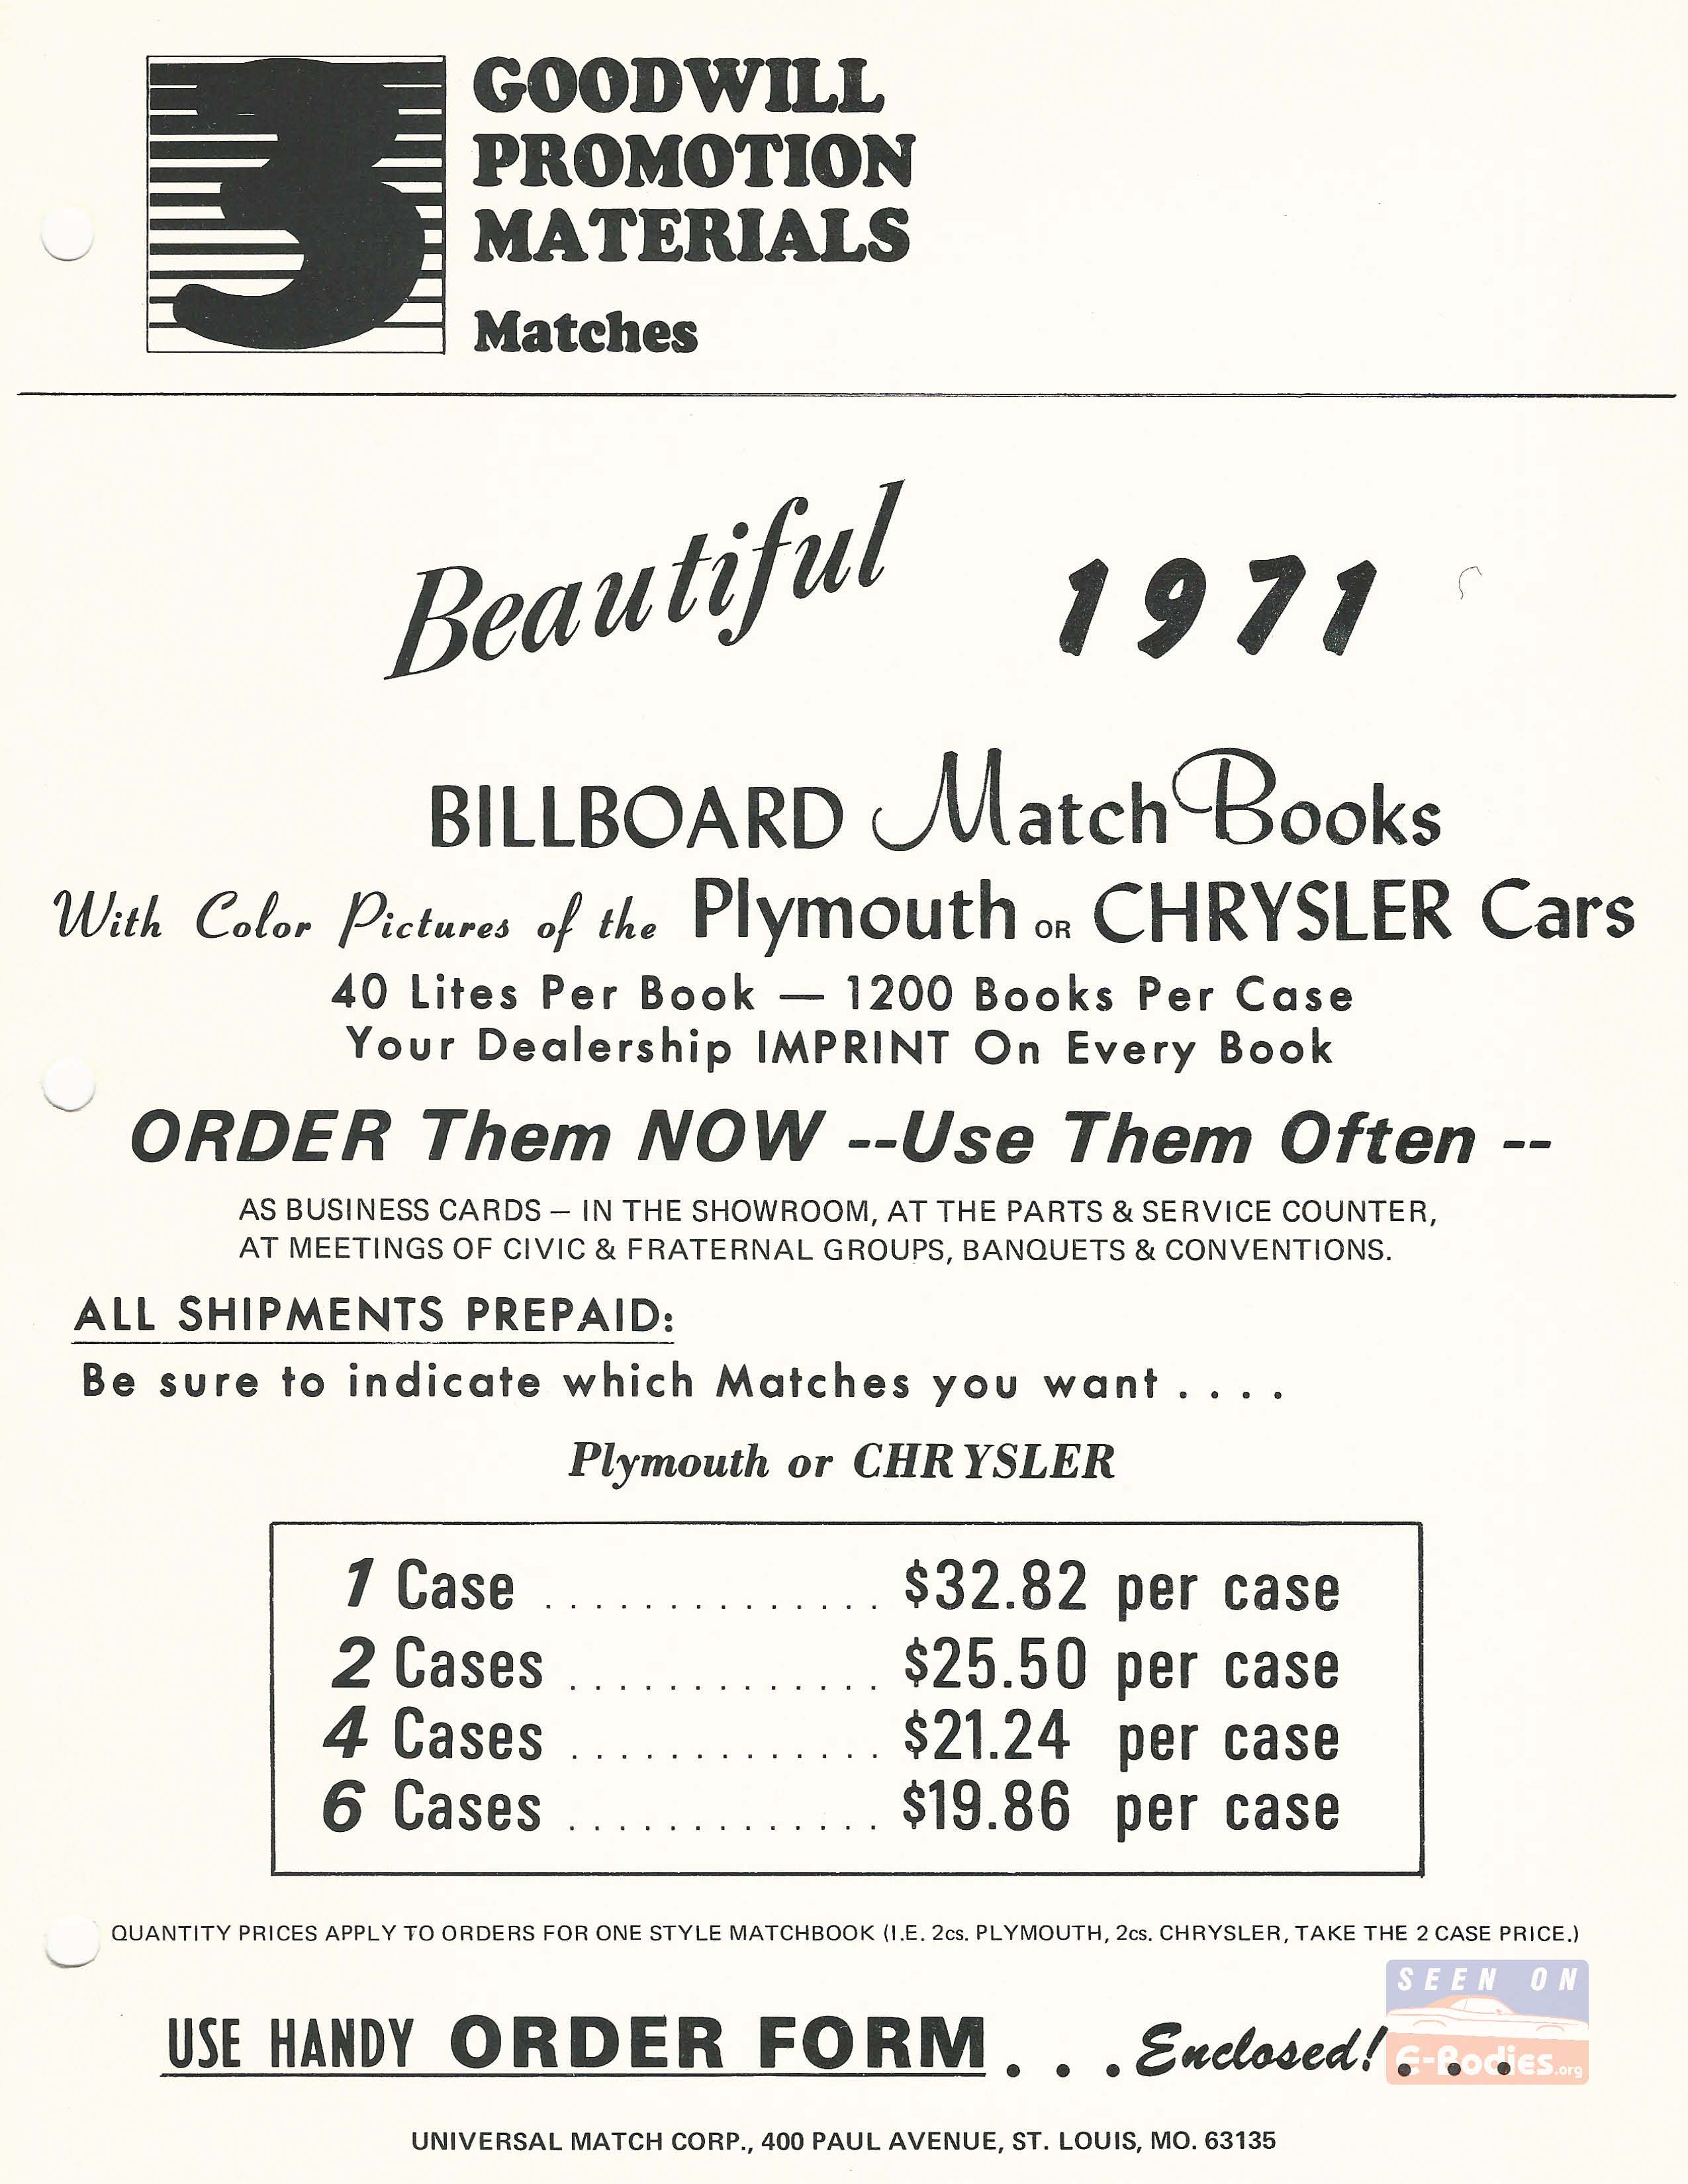 3
GOODWILL
PROMOTION
MATERIALS
Matches
Beautiful 1971
BILLBOARD MatchBooks
With Color Pictures of the Plymouth OR CHRYSLER Cars
40 Lites Per Book — 1200 Books Per Case
Your Dealership IMPRINT On Every Book
ORDER Them NOW --Use Them Often --
AS BUSINESS CARDS – IN THE SHOWROOM, AT THE PARTS & SERVICE COUNTER,
AT MEETINGS OF CIVIC & FRATERNAL GROUPS, BANQUETS & CONVENTIONS.
ALL SHIPMENTS PREPAID:
Be sure to indicate which Matches you want . . . .
Plymouth or CHRYSLER
1 Case .............. $32.82 per case
2 Cases ............. $25.50 per case
4 Cases ............. $21.24 per case
6 Cases ............. $19.86 per case
QUANTITY PRICES APPLY TO ORDERS FOR ONE STYLE MATCHBOOK (I.E. 2cs. PLYMOUTH, 2cs. CHRYSLER, TAKE THE 2 CASE PRICE.)
SEEN ON
USE HANDY ORDER FORM . . . Enclosed! . . .
E-Bodies.org
UNIVERSAL MATCH CORP., 400 PAUL AVENUE, ST. LOUIS, MO. 63135